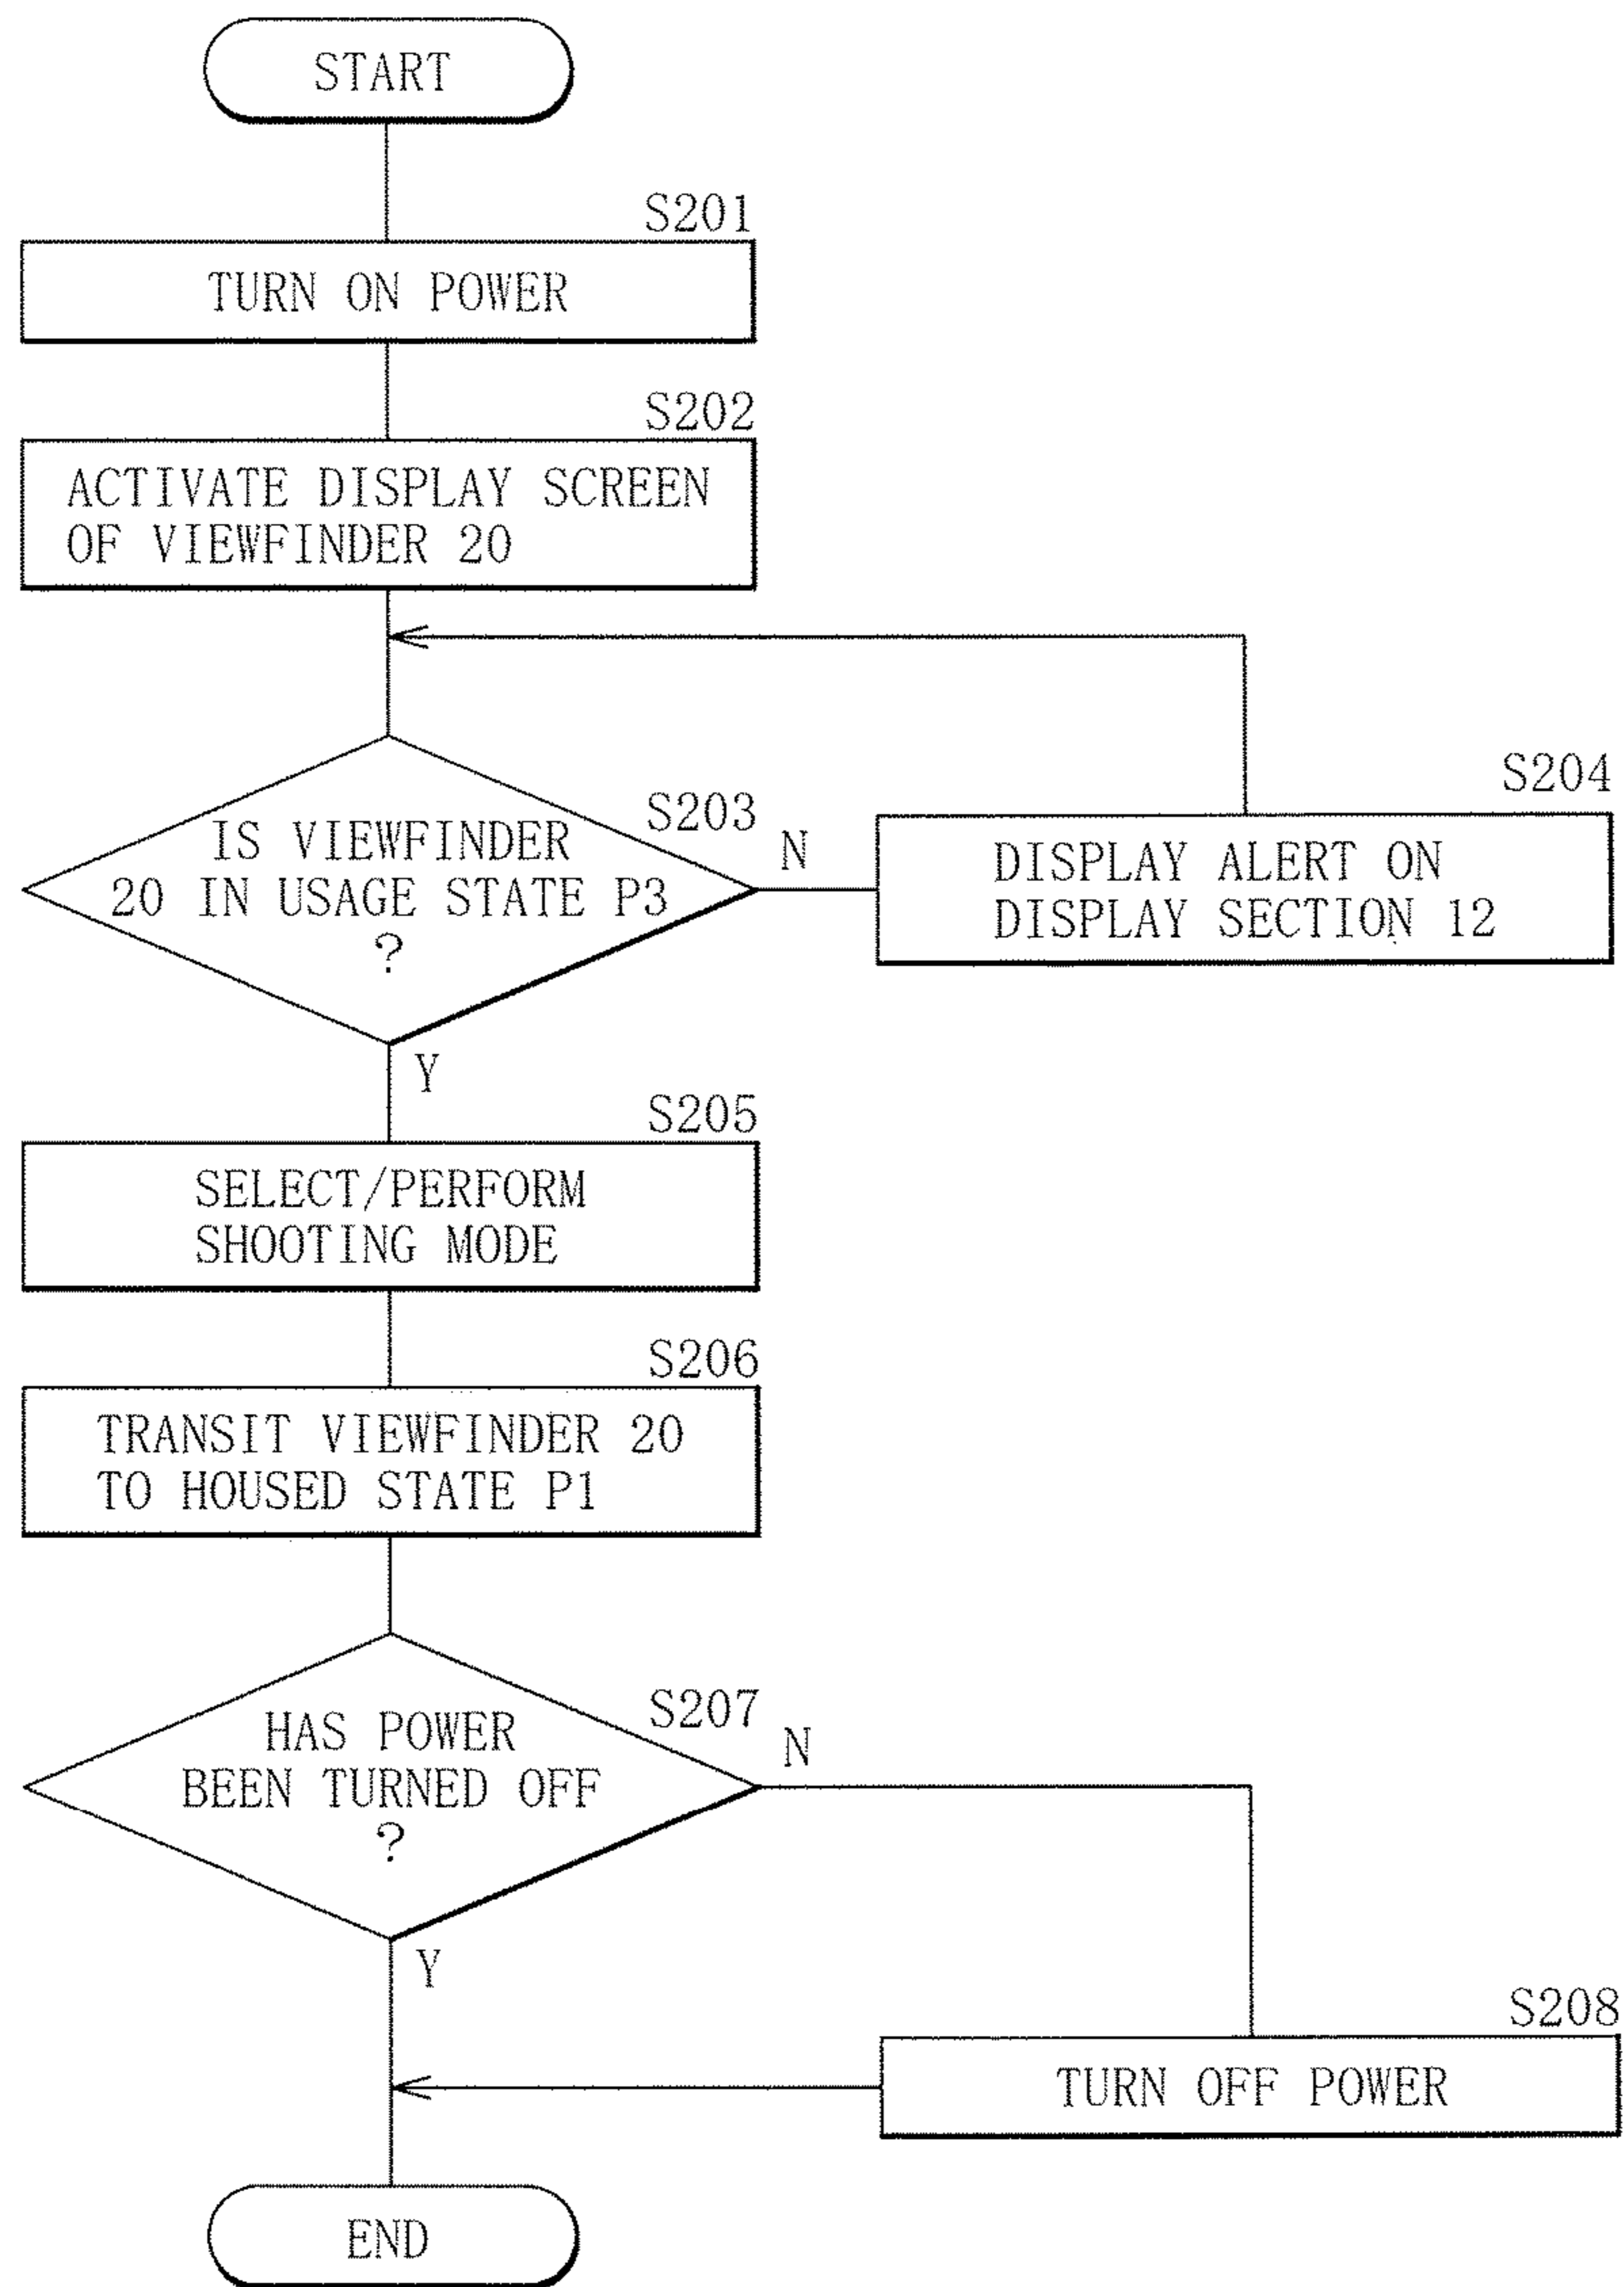 START
S201
TURN ON POWER
S202
ACTIVATE DISPLAY SCREEN
OF VIEWFINDER 20
S203
IS VIEWFINDER
20 IN USAGE STATE P3
?
N
S204
DISPLAY ALERT ON
DISPLAY SECTION 12
Y
S205
SELECT/PERFORM
SHOOTING MODE
S206
TRANSIT VIEWFINDER 20
TO HOUSED STATE P1
S207
HAS POWER
BEEN TURNED OFF
?
N
Y
S208
TURN OFF POWER
END